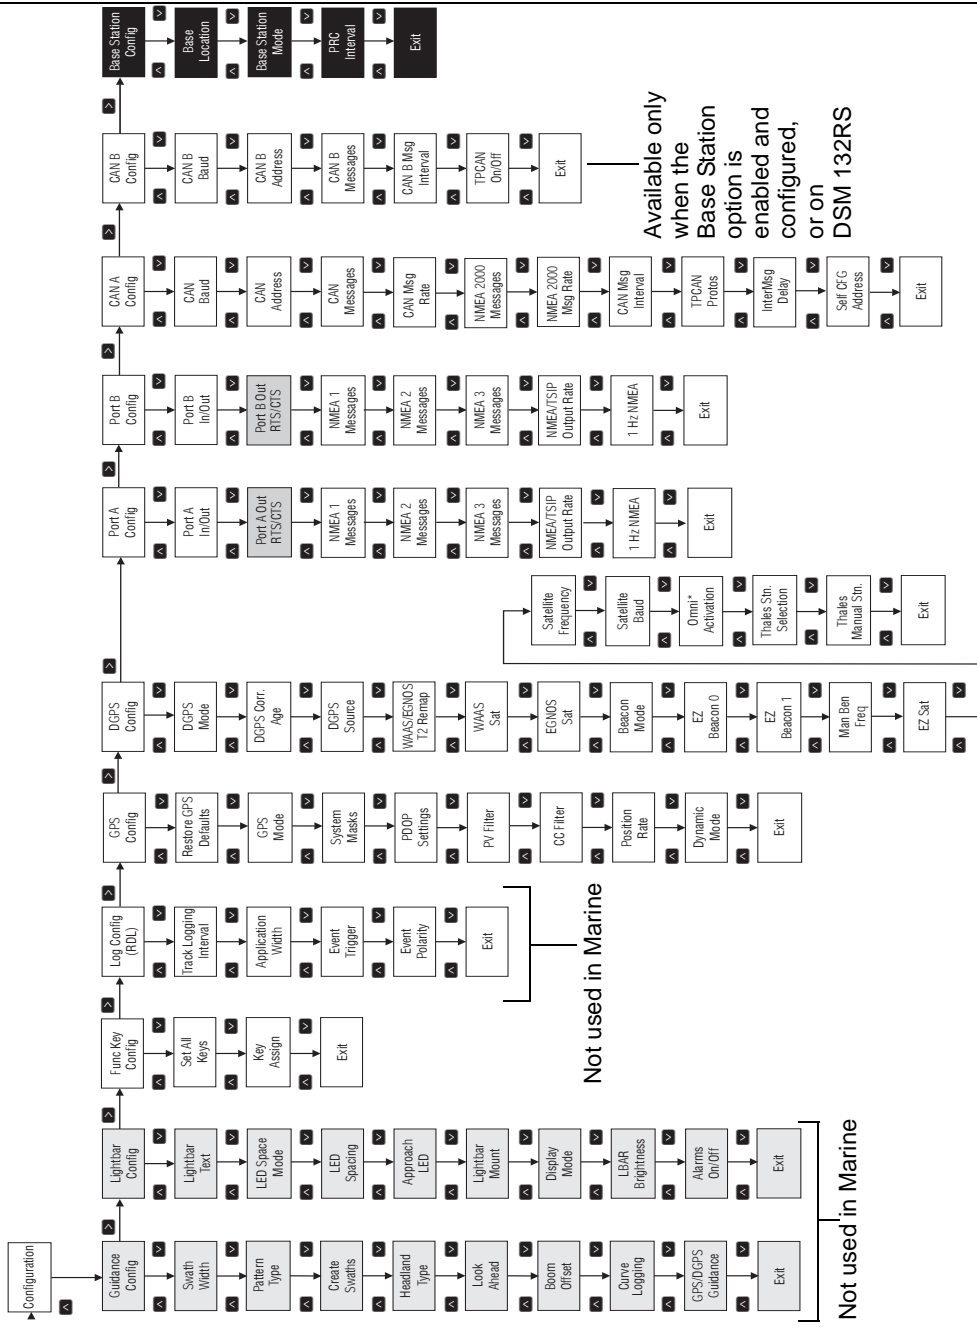 Configuration
Guidance
Config
Swath
Width
Pattern
Type
Create
Swaths
Headland
Type
Look
Ahead
Boom
Offset
Curve
Logging
GPS/DGPS
Guidance
Exit
Lightbar
Config
Lightbar
Text
LED Space
Mode
LED
Spacing
Approach
LED
Lightbar
Mount
Display
Mode
LBAR
Brightness
Alarms
On/Off
Exit
Not used in Marine
Func Key
Config
Set All
Keys
Key
Assign
Exit
Log Config
(RDL)
Track Logging
Interval
Application
Width
Event
Trigger
Event
Polarity
Exit
Not used in Marine
GPS
Config
Restore GPS
Defaults
GPS
Mode
System
Masks
PDOP
Settings
PV Filter
CC Filter
Position
Rate
Dynamic
Mode
Exit
DGPS
Config
DGPS
Mode
DGPS Corr.
Age
DGPS
Source
WAAS/EGNOS
T2 Remap
WAAS
Sat
EGNOS
Sat
Beacon
Mode
EZ
Beacon 0
EZ
Beacon 1
Man Ben
Freq
EZ Sat
Satellite
Frequency
Satellite
Baud
Omni*
Activation
Thales Stn.
Selection
Thales
Manual Stn.
Exit
Port A
Config
Port A
In/Out
Port A Out
RTS/CTS
NMEA 1
Messages
NMEA 2
Messages
NMEA 3
Messages
NMEA/TSIP
Output Rate
1 Hz NMEA
Exit
Port B
Config
Port B
In/Out
Port B Out
RTS/CTS
NMEA 1
Messages
NMEA 2
Messages
NMEA 3
Messages
NMEA/TSIP
Output Rate
1 Hz NMEA
Exit
CAN A
Config
CAN
Baud
CAN
Address
CAN
Messages
CAN Msg
Rate
NMEA 2000
Messages
NMEA 2000
Msg Rate
CAN Msg
Interval
TPCAN
Protos
InterMsg
Delay
Self CFG
Address
Exit
CAN B
Config
CAN B
Baud
CAN B
Address
CAN B
Messages
CAN B Msg
Interval
TPCAN
On/Off
Exit
Base Station
Config
Base
Location
Base Station
Mode
PRC
Interval
Exit
Available only
when the
Base Station
option is
enabled and
configured,
or on
DSM 132RS